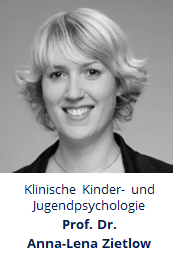 Klinische Kinder- und
Jugendpsychologie
Prof. Dr.
Anna-Lena Zietlow